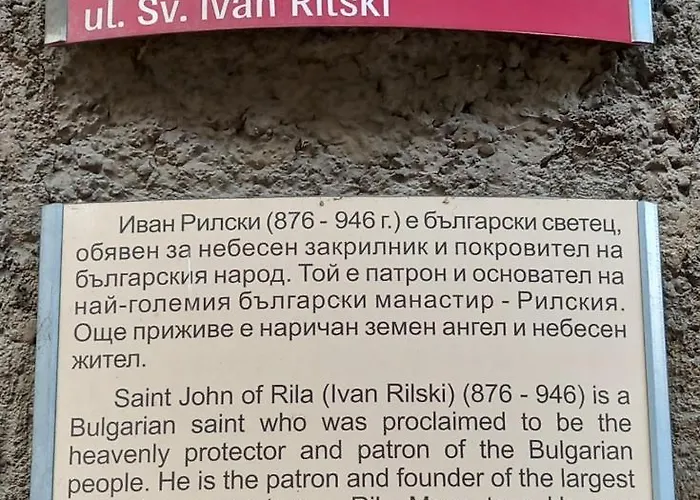 ul. Sv. Ivan Rilski
Иван Рилски (876 - 946 г.) е български светец,
обявен за небесен закрилник и покровител на
българския народ. Той е патрон и основател на
най-големия български манастир - Рилския.
Още приживе е наричан земен ангел и небесен
жител.
Saint John of Rila (Ivan Rilski) (876 - 946) is a
Bulgarian saint who was proclaimed to be the
heavenly protector and patron of the Bulgarian
people. He is the patron and founder of the largest